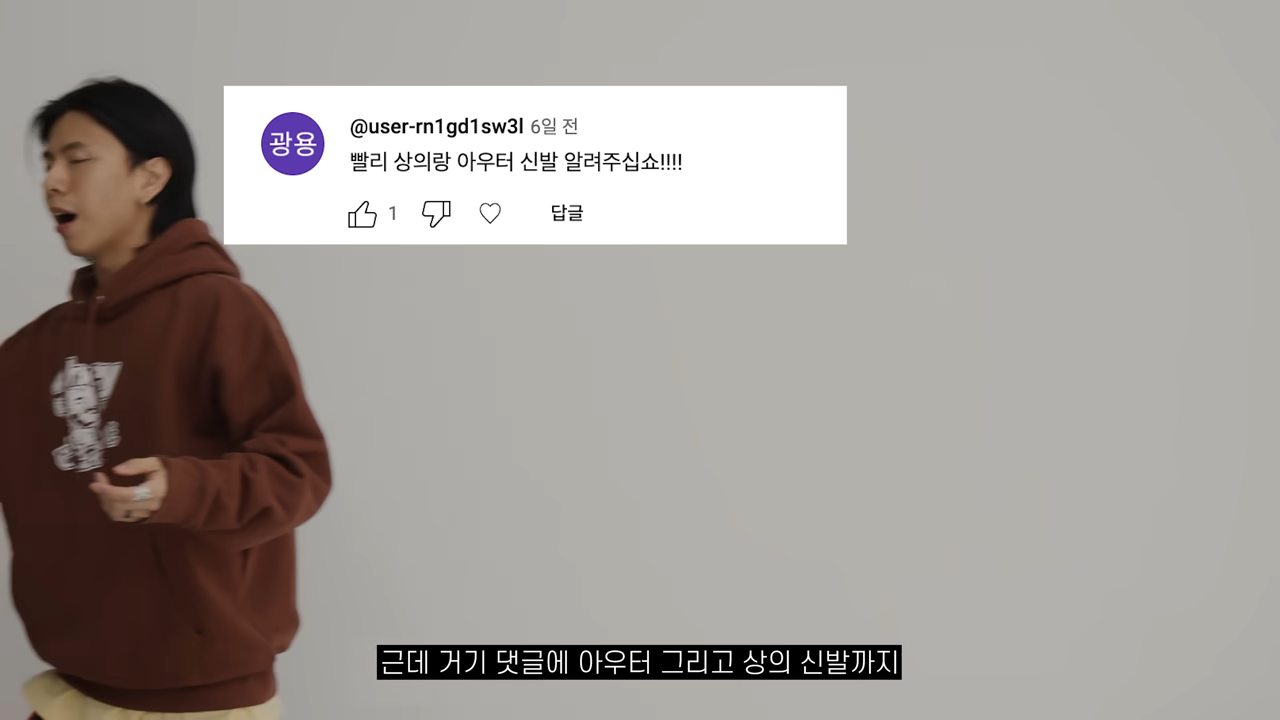 광용
@user-rn1gd1sw3l 6일 전
빨리 상의랑 아우터 신발 알려주십쇼!!!!
1
답글
근데 거기 댓글에 아우터 그리고 상의 신발까지